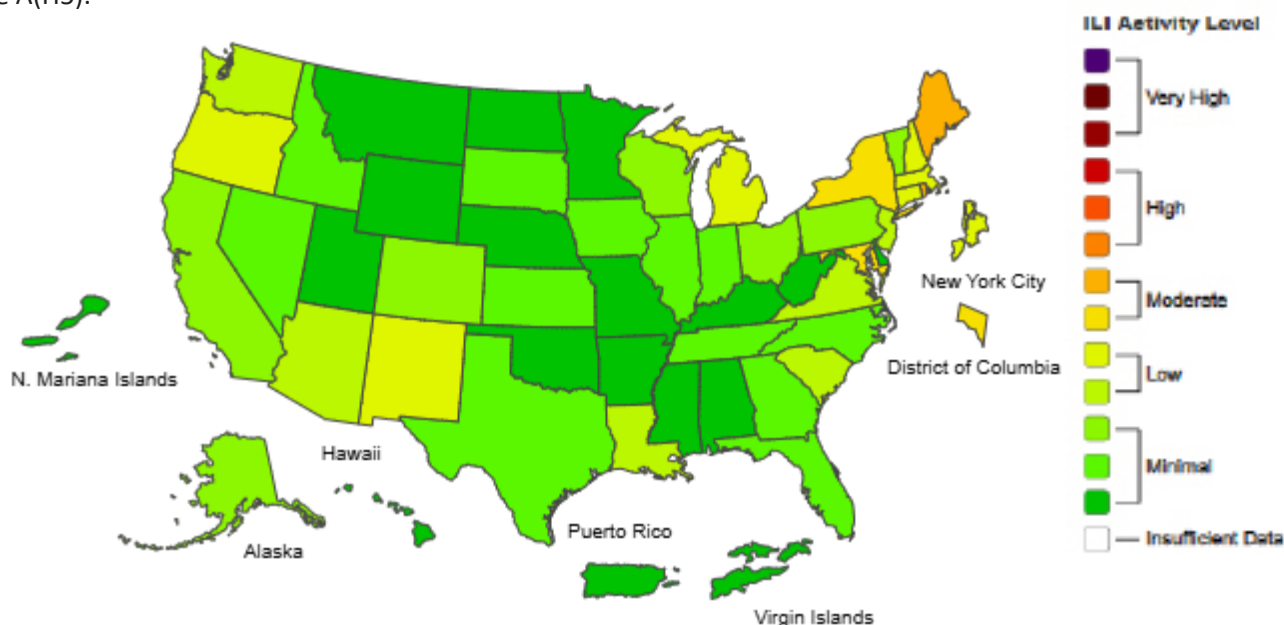 A(H3).
ILI Activity Level
Very High
High
Moderate
Low
Minimal
Insufficient Data
New York City
District of Columbia
N. Mariana Islands
Hawaii
Alaska
Puerto Rico
Virgin Islands